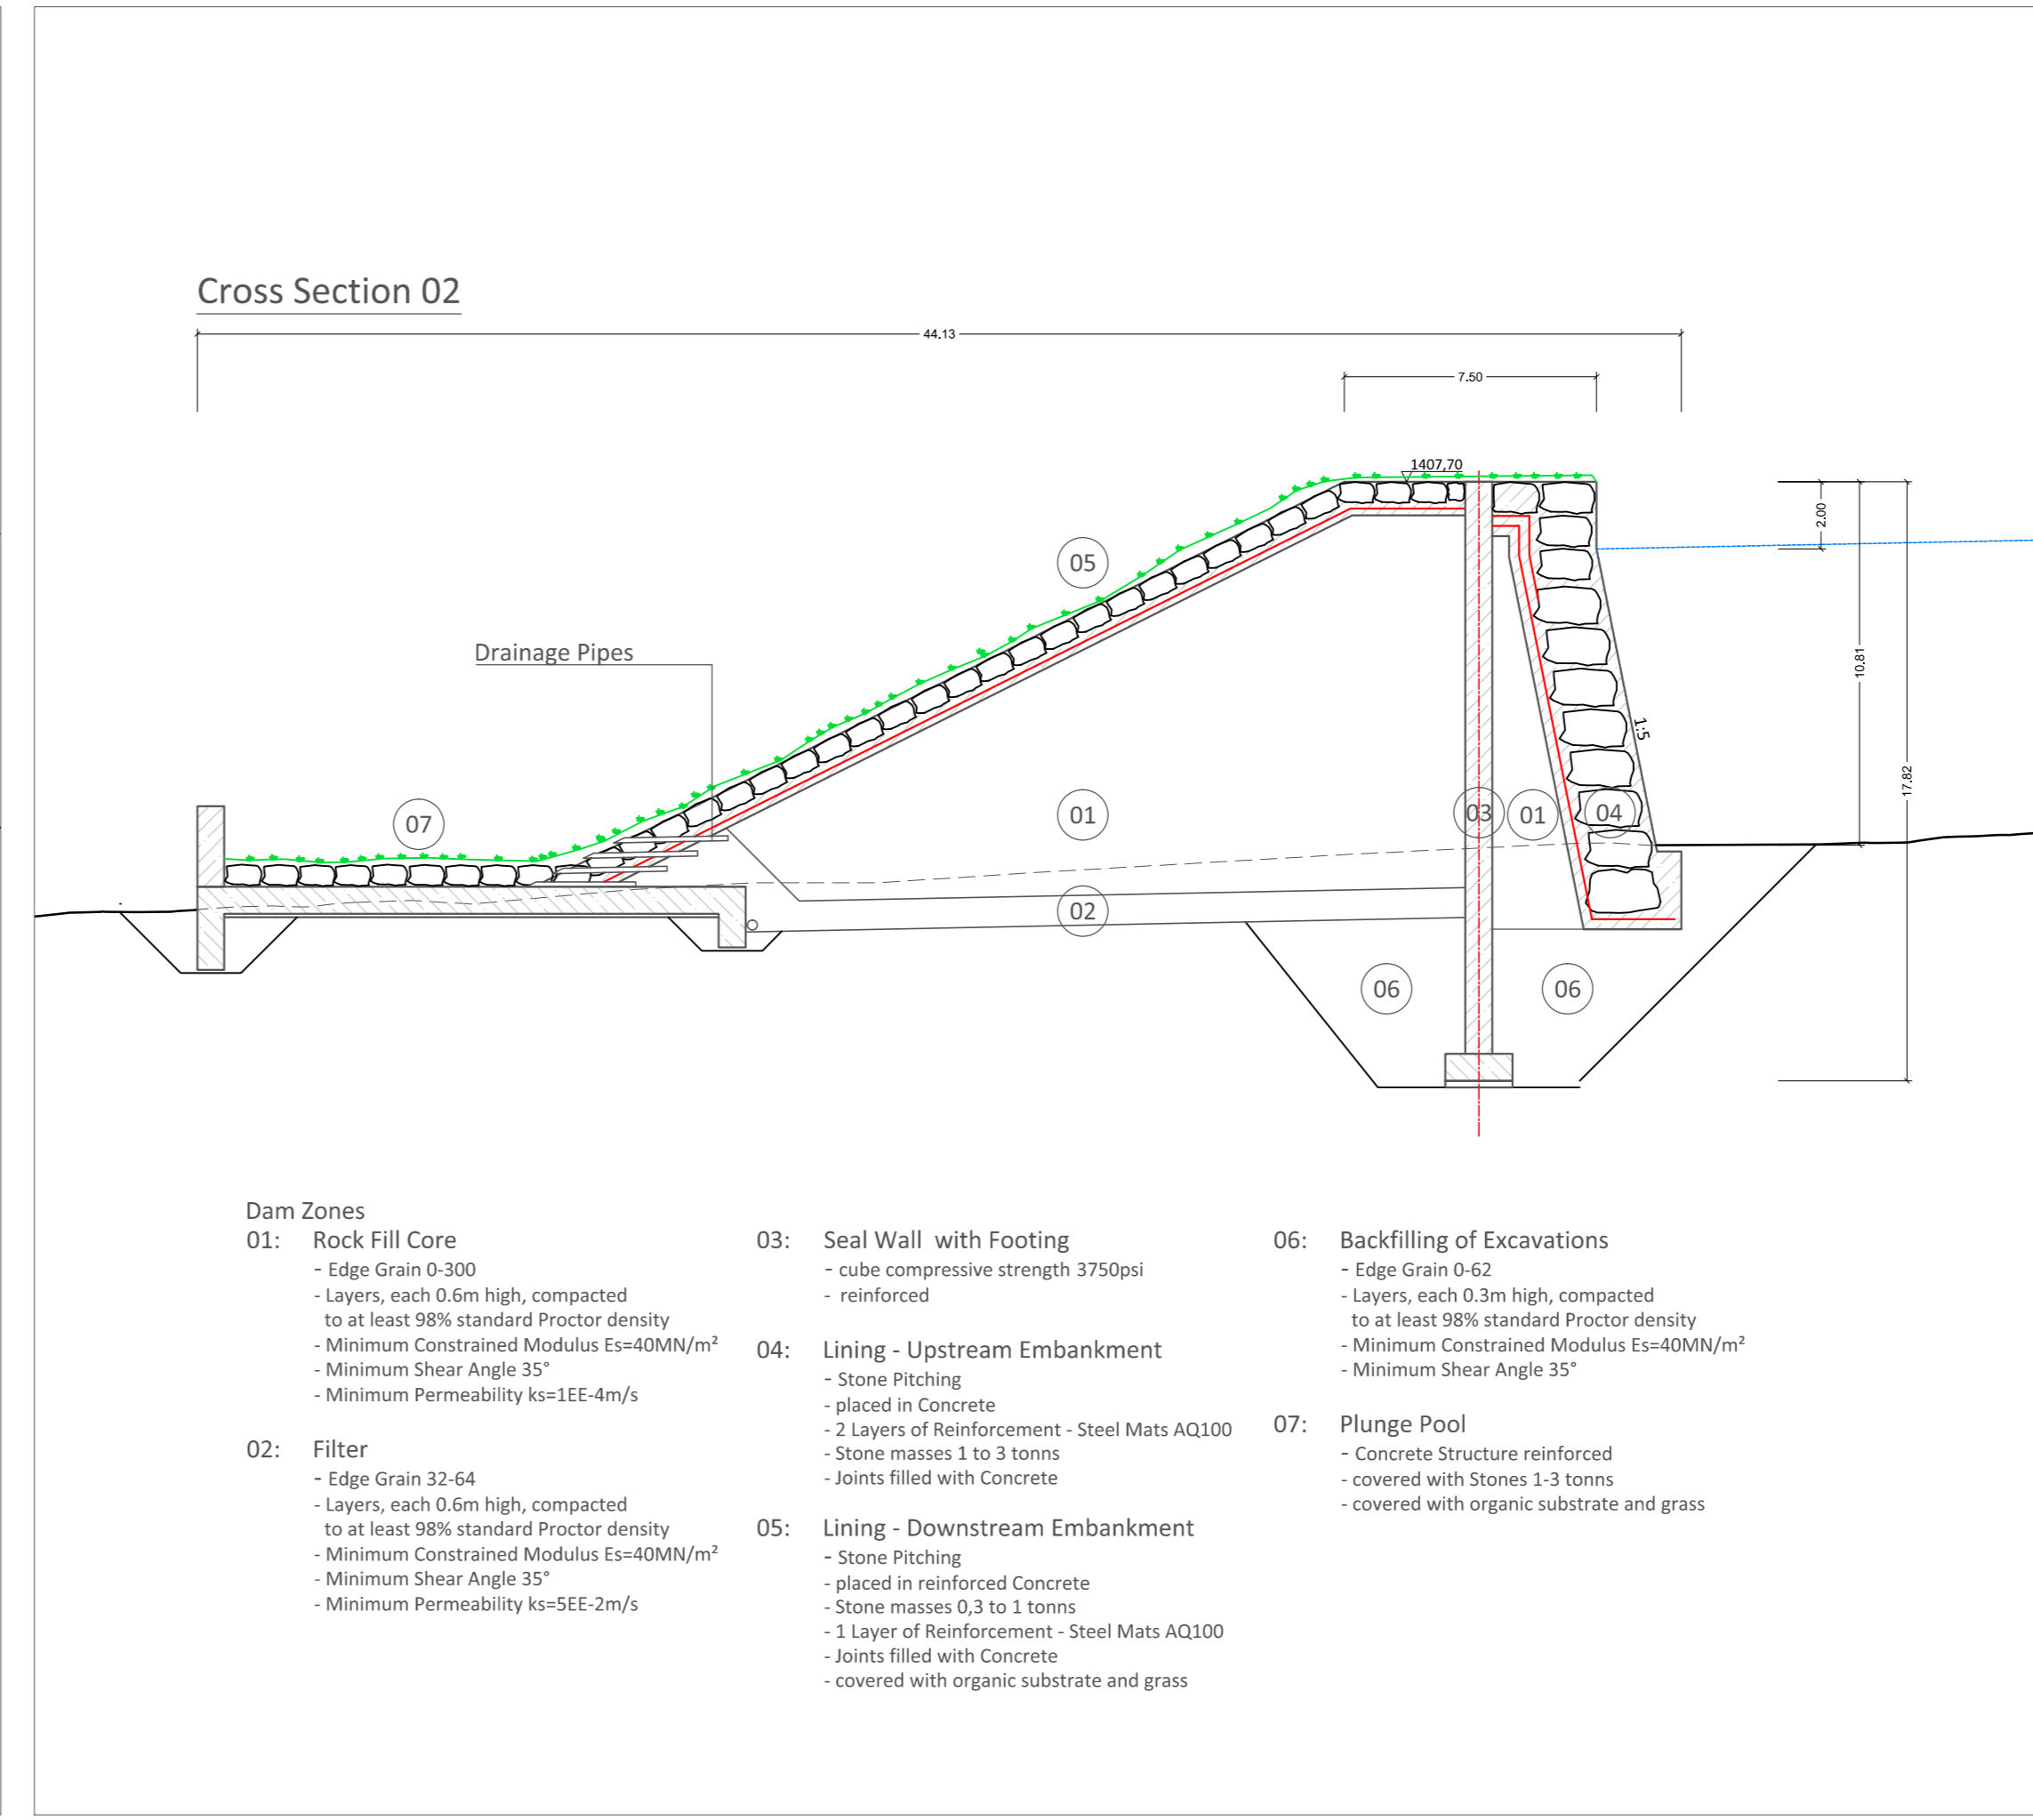 Cross Section 02
44.13
7.50
1407,70
2.00
05
10.81
Drainage Pipes
1:5
17.82
07
01
03
01
04
02
06
06
Dam Zones
01: Rock Fill Core
- Edge Grain 0-300
- Layers, each 0.6m high, compacted
to at least 98% standard Proctor density
- Minimum Constrained Modulus Es=40MN/m²
- Minimum Shear Angle 35°
- Minimum Permeability ks=1EE-4m/s
02: Filter
- Edge Grain 32-64
- Layers, each 0.6m high, compacted
to at least 98% standard Proctor density
- Minimum Constrained Modulus Es=40MN/m²
- Minimum Shear Angle 35°
- Minimum Permeability ks=5EE-2m/s
03: Seal Wall with Footing
- cube compressive strength 3750psi
- reinforced
04: Lining - Upstream Embankment
- Stone Pitching
- placed in Concrete
- 2 Layers of Reinforcement - Steel Mats AQ100
- Stone masses 1 to 3 tonns
- Joints filled with Concrete
05: Lining - Downstream Embankment
- Stone Pitching
- placed in reinforced Concrete
- Stone masses 0,3 to 1 tonns
- 1 Layer of Reinforcement - Steel Mats AQ100
- Joints filled with Concrete
- covered with organic substrate and grass
06: Backfilling of Excavations
- Edge Grain 0-62
- Layers, each 0.3m high, compacted
to at least 98% standard Proctor density
- Minimum Constrained Modulus Es=40MN/m²
- Minimum Shear Angle 35°
07: Plunge Pool
- Concrete Structure reinforced
- covered with Stones 1-3 tonns
- covered with organic substrate and grass